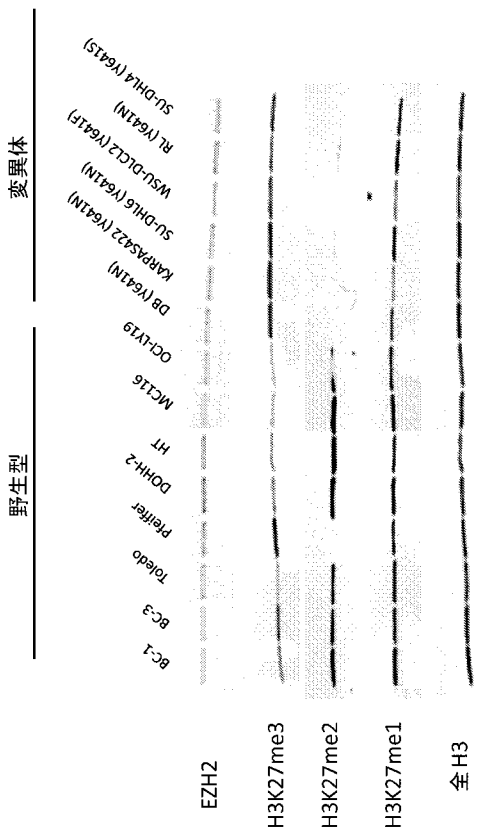 野生型
変異体
BC-1
BC-3
Toledo
Pfeiffer
DOHH-2
HT
MC116
OCI-LY19
DB (Y641N)
KARPAS422 (Y641N)
SU-DHL6 (Y641N)
WSU-DLCL2 (Y641F)
RL (Y641N)
SU-DHL4 (Y641S)
EZH2
H3K27me3
H3K27me2
H3K27me1
全 H3